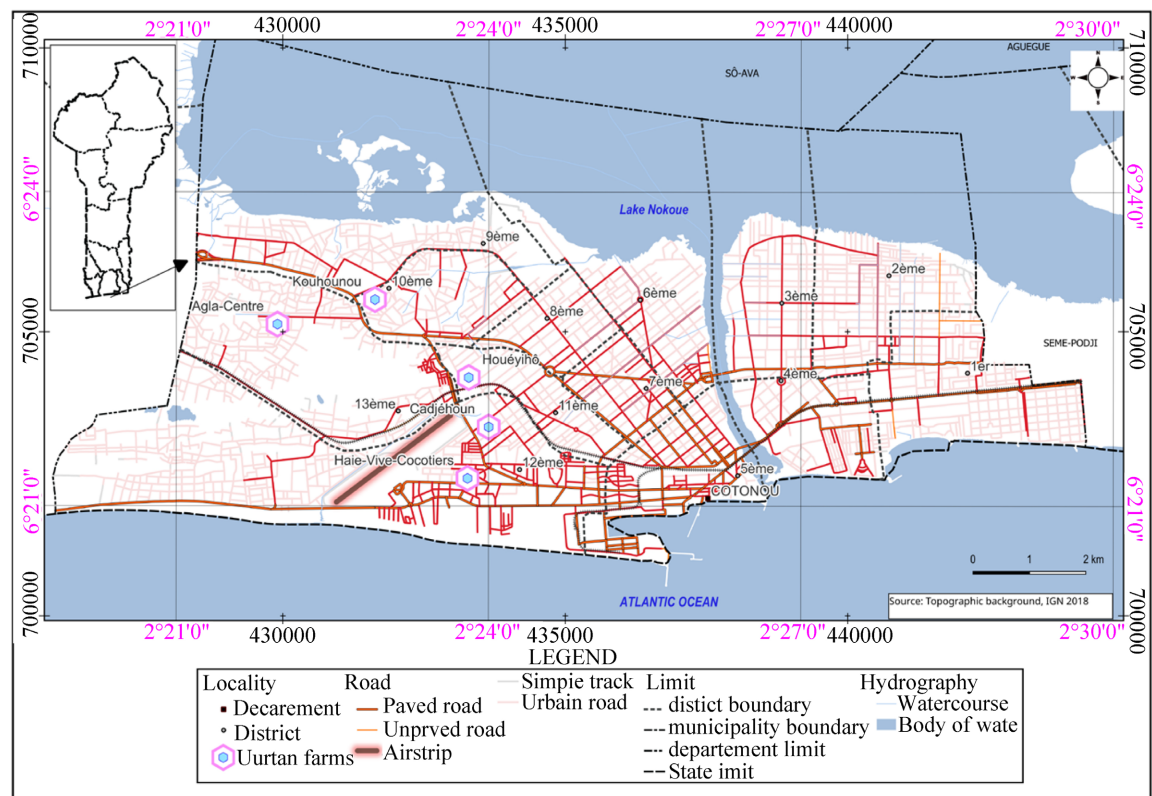 2°21'0" 430000 2°24'0" 435000 2°27'0" 440000 2°30'0"
710000 710000
AGUEGUE
SÔ-AVA
6°24'0" 6°24'0"
Lake Nokoue
9ème
2ème
Kouhounou 10ème
6ème
3ème
Agla-Centre
8ème
705000 705000
SEME-PODJI
Houéyiho
1er
4ème
7ème
13ème Cadjéhoun 11ème
Haie-Vive-Cocotiers
12ème 5ème
COTONOU
6°21'0" 6°21'0"
0 1 2 km
ATLANTIC OCEAN
Source: Topographic background, IGN 2018
700000 700000
2°21'0" 430000 2°24'0" 435000 2°27'0" 440000 2°30'0"
LEGEND
Locality
Decarement
District
Uurtan farms
Road
Paved road
Unprved road
Airstrip
Simpie track
Urbain road
Limit
distict boundary
municipality boundary
departement limit
State imit
Hydrography
Watercourse
Body of wate